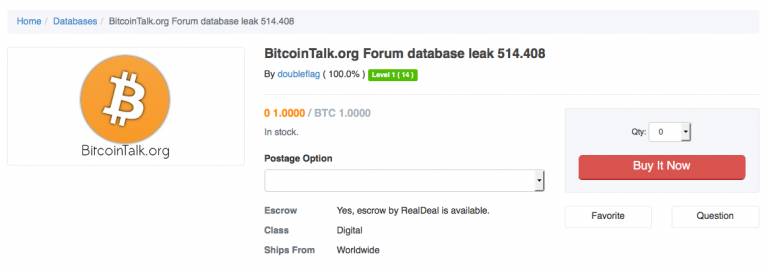 Home / Databases / BitcoinTalk.org Forum database leak 514.408
BitcoinTalk.org
BitcoinTalk.org Forum database leak 514.408
By doubleflag ( 100.0% ) Level 1 ( 14 )
0 1.0000 / BTC 1.0000
In stock.
Postage Option
Escrow Yes, escrow by RealDeal is available.
Class Digital
Ships From Worldwide
Qty: 0
Buy It Now
Favorite Question